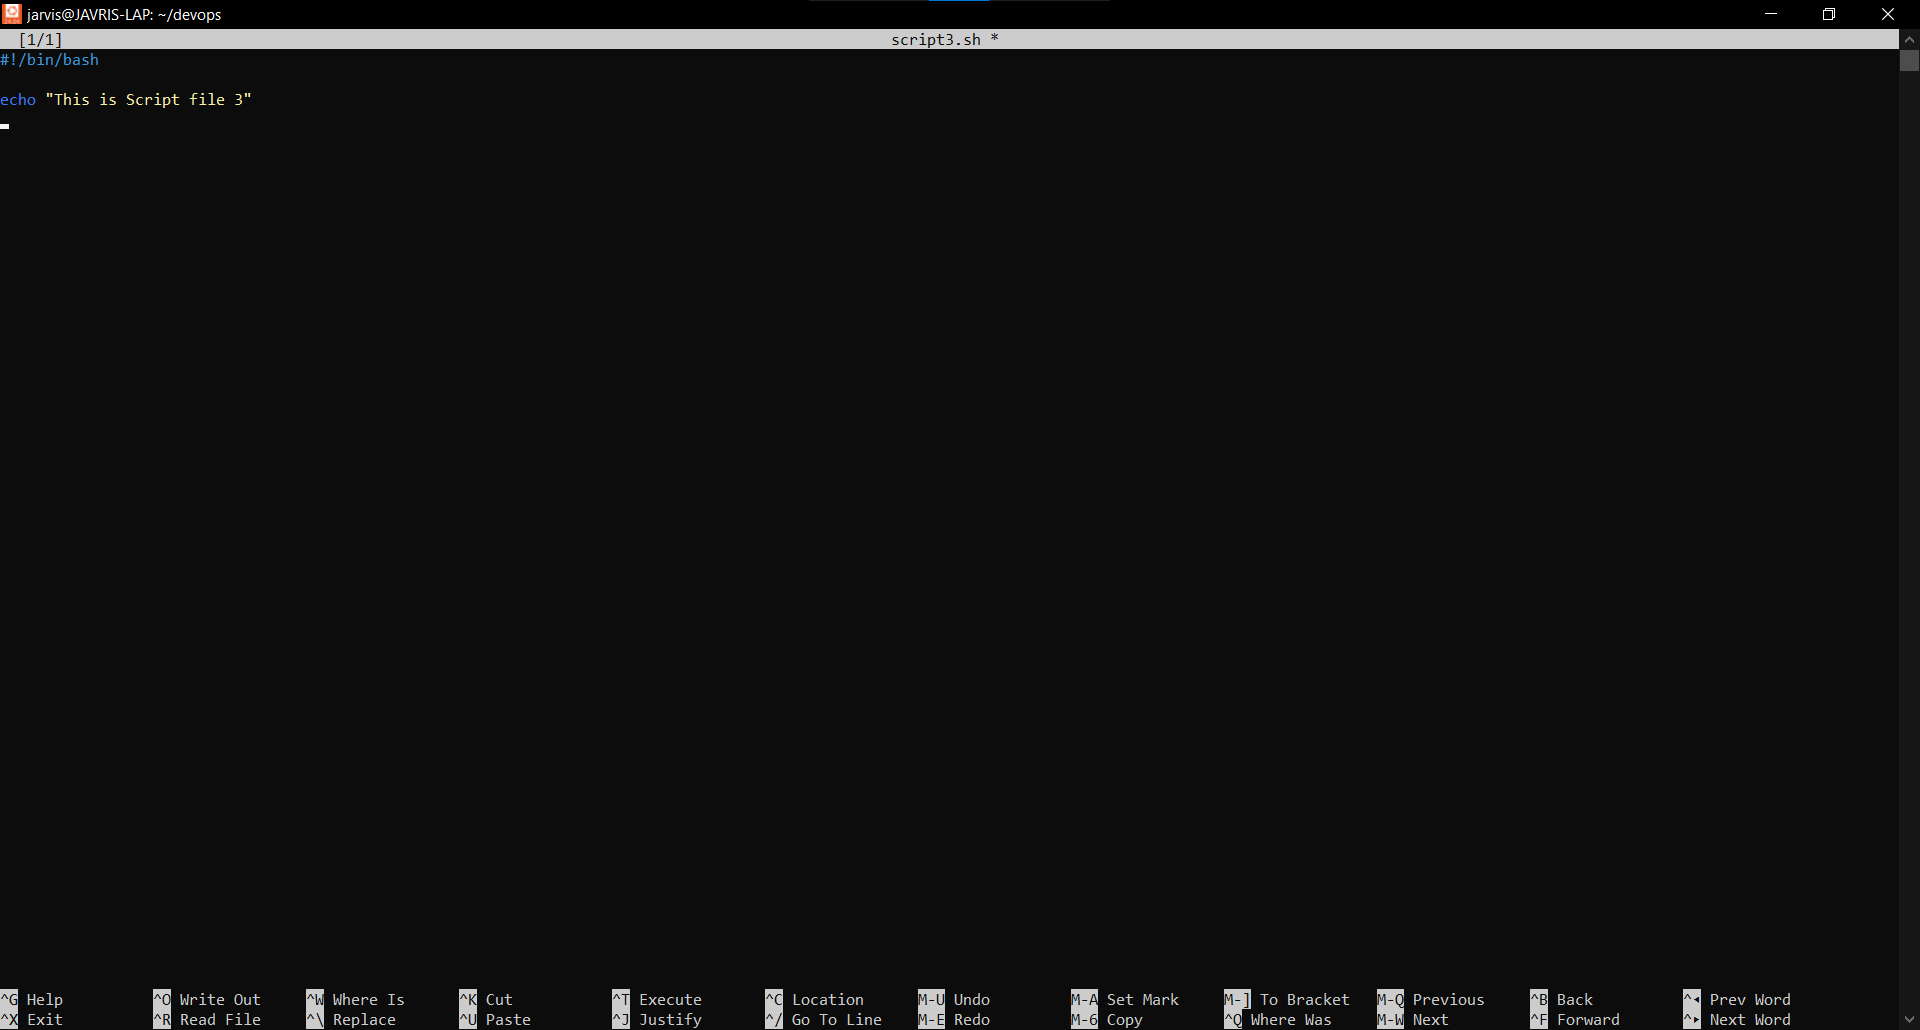 jarvis@JAVRIS-LAP: ~/devops
[1/1] script3.sh *
#!/bin/bash
echo "This is Script file 3"
^G Help ^O Write Out ^W Where Is ^K Cut ^T Execute ^C Location M-U Undo M-A Set Mark M-] To Bracket M-Q Previous ^B Back ^◂ Prev Word
^X Exit ^R Read File ^\ Replace ^U Paste ^J Justify ^/ Go To Line M-E Redo M-6 Copy ^Q Where Was M-W Next ^F Forward ^▸ Next Word